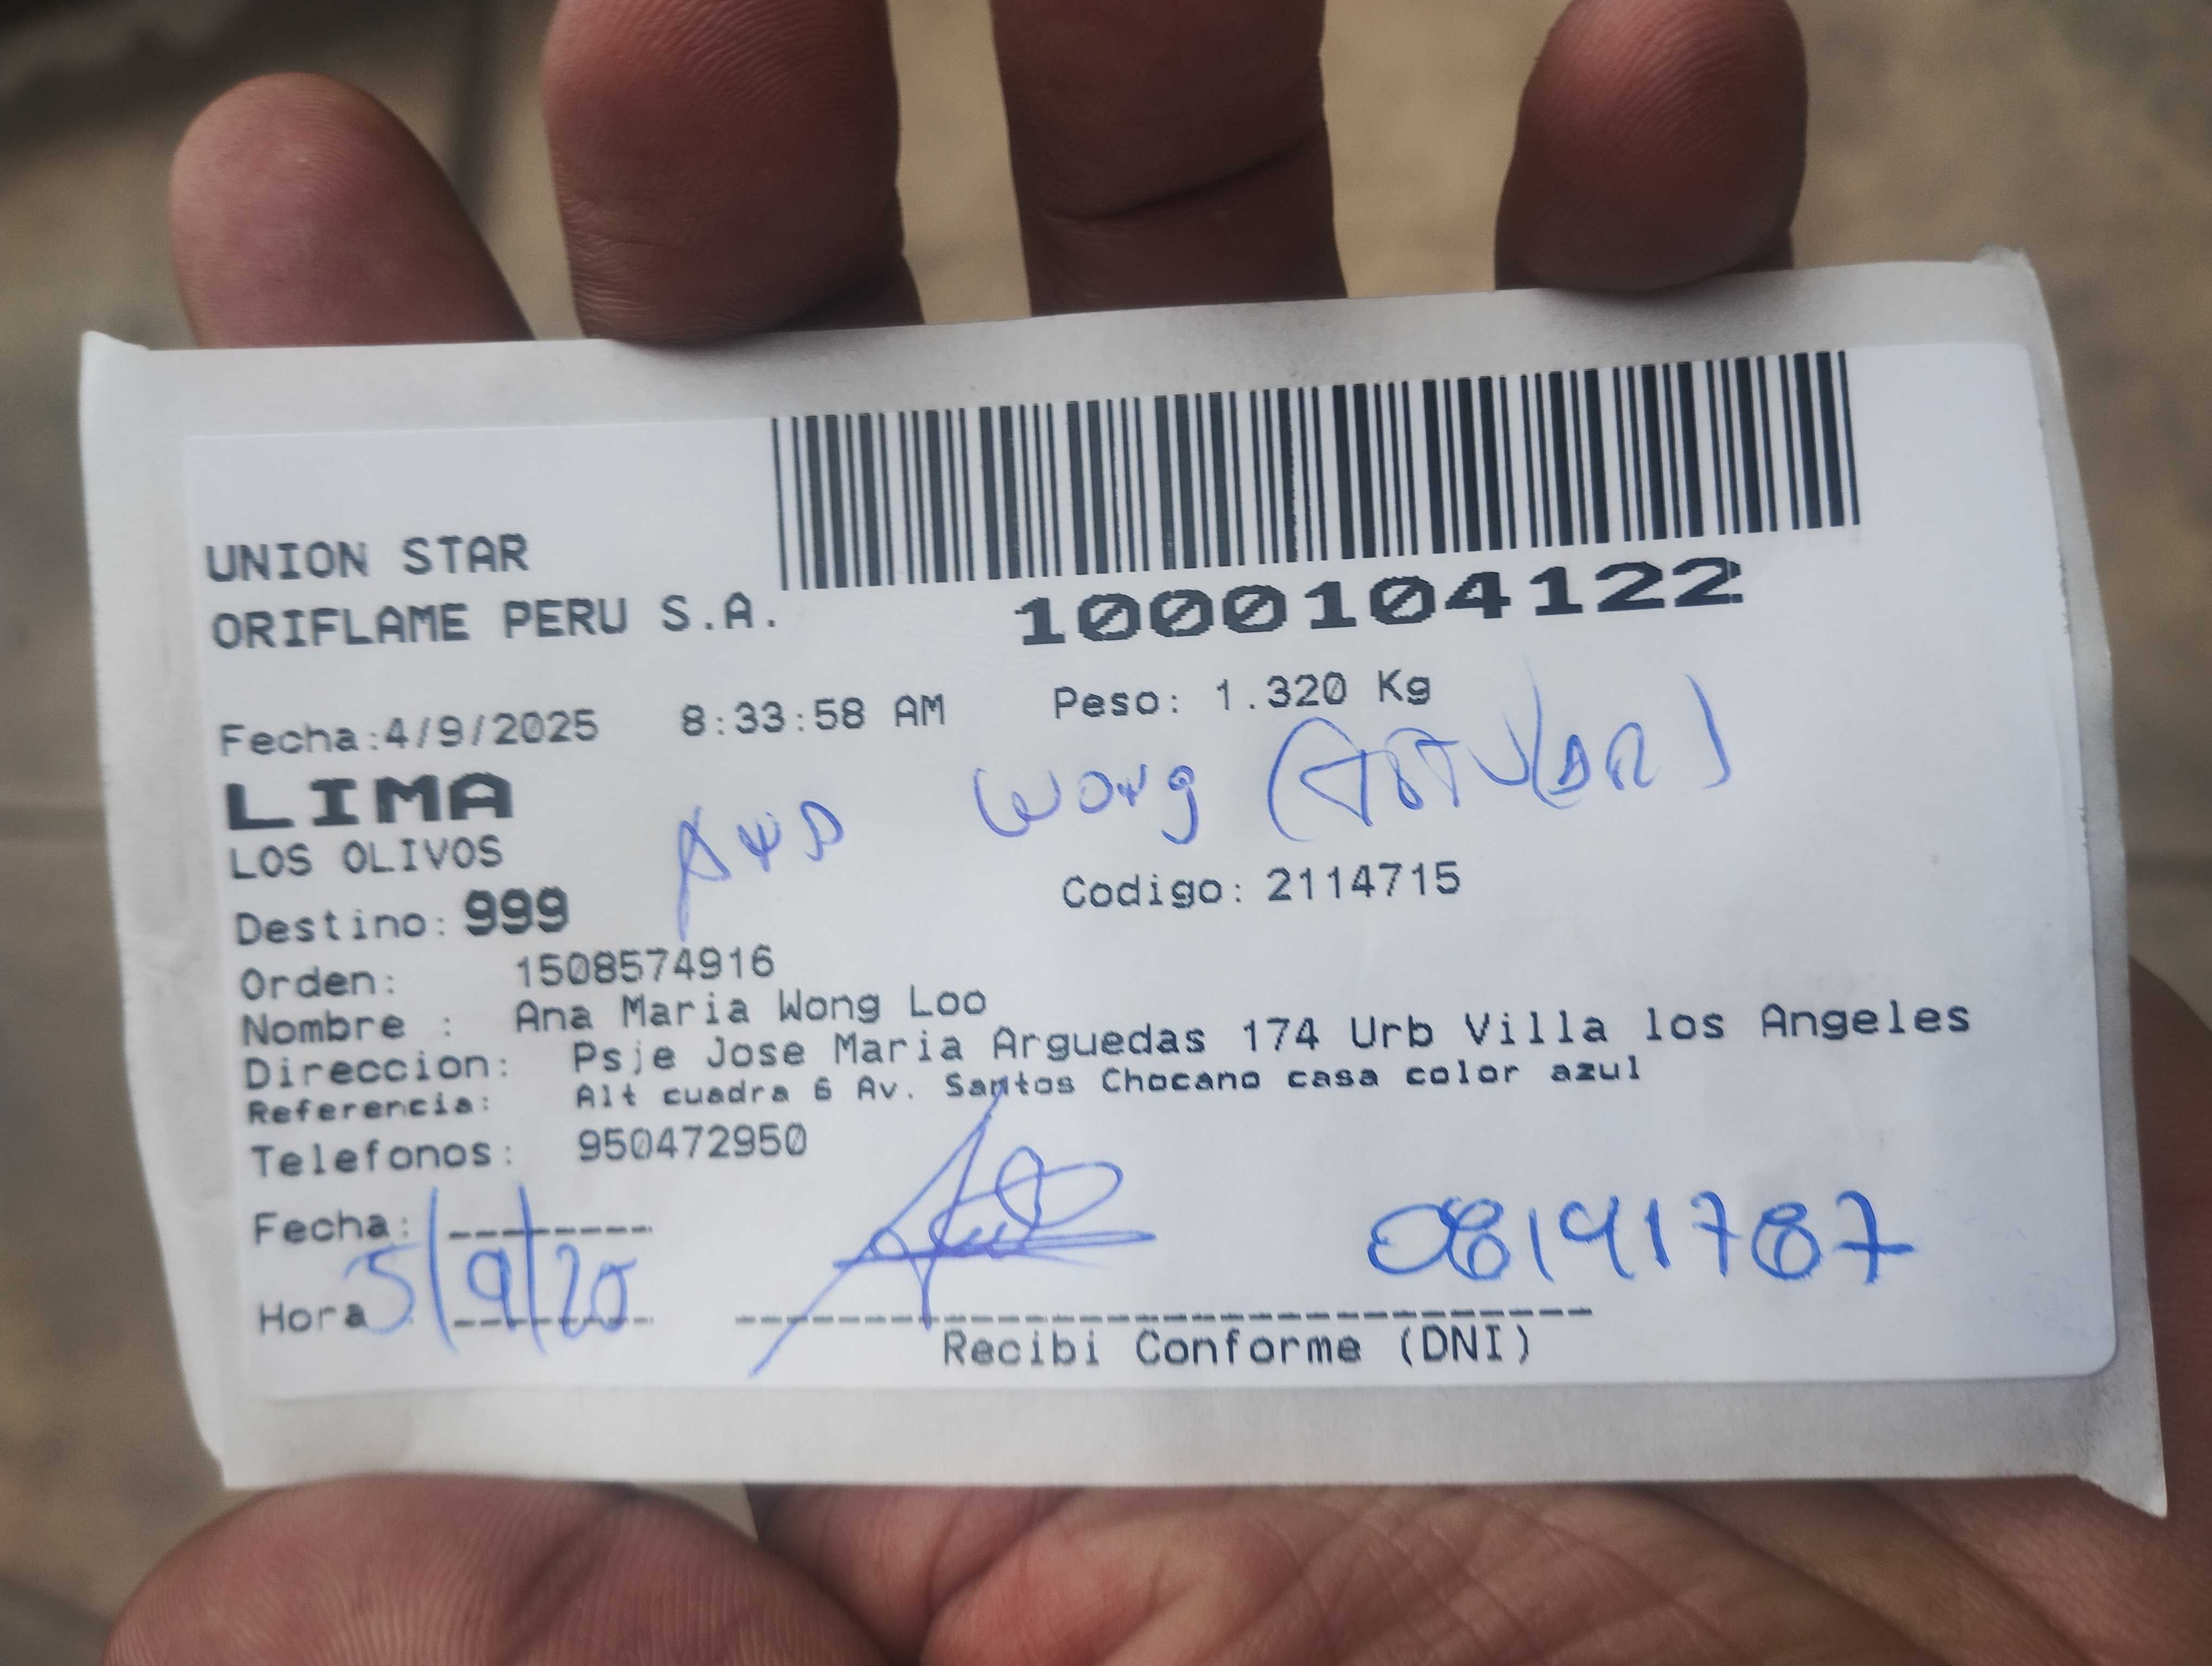 UNION STAR
ORIFLAME PERU S.A.
1000104122
Fecha:4/9/2025 8:33:58 AM Peso: 1.320 Kg
LIMA
Ana Wong (TITULAR)
LOS OLIVOS
Codigo: 2114715
Destino: 999
Orden: 1508574916
Nombre : Ana Maria Wong Loo
Direccion: Psje Jose Maria Arguedas 174 Urb Villa los Angeles
Referencia: Alt cuadra 6 Av. Santos Chocano casa color azul
Telefonos: 950472950
Fecha:
08191787
Hora 5/9/25
Recibi Conforme (DNI)